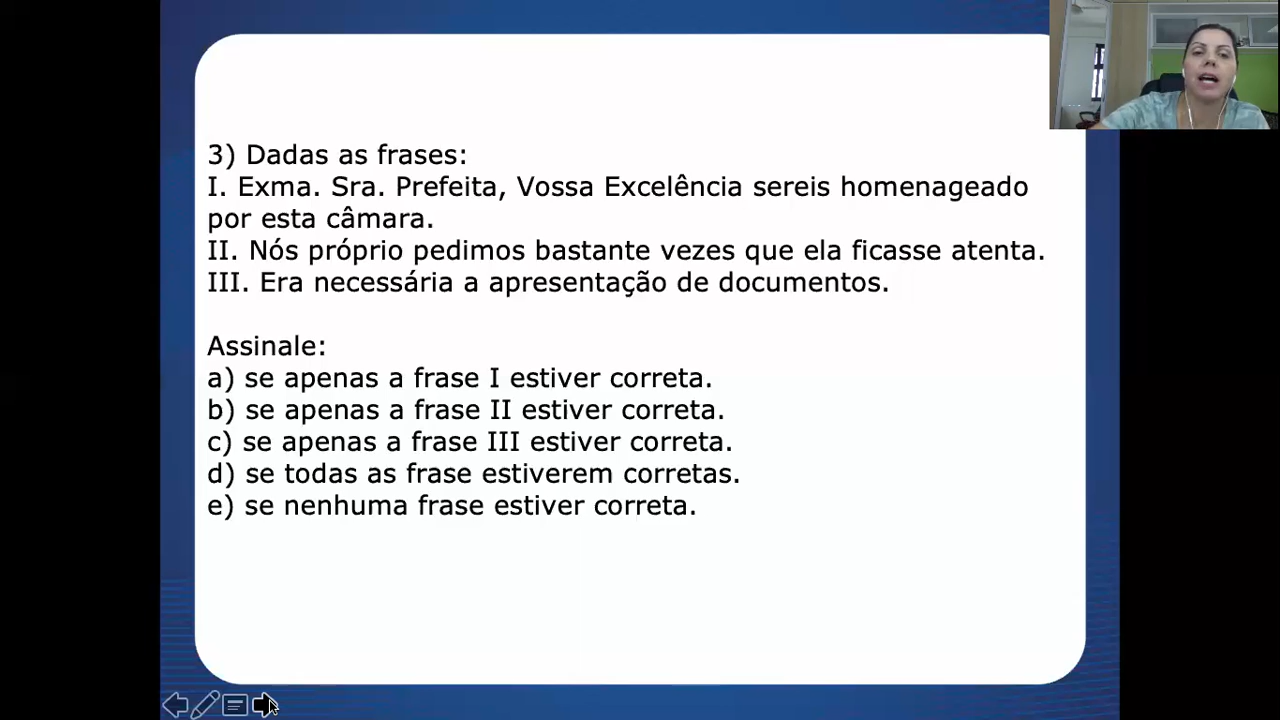 3) Dadas as frases:
I. Exma. Sra. Prefeita, Vossa Excelência sereis homenageado
por esta câmara.
II. Nós próprio pedimos bastante vezes que ela ficasse atenta.
III. Era necessária a apresentação de documentos.
Assinale:
a) se apenas a frase I estiver correta.
b) se apenas a frase II estiver correta.
c) se apenas a frase III estiver correta.
d) se todas as frase estiverem corretas.
e) se nenhuma frase estiver correta.